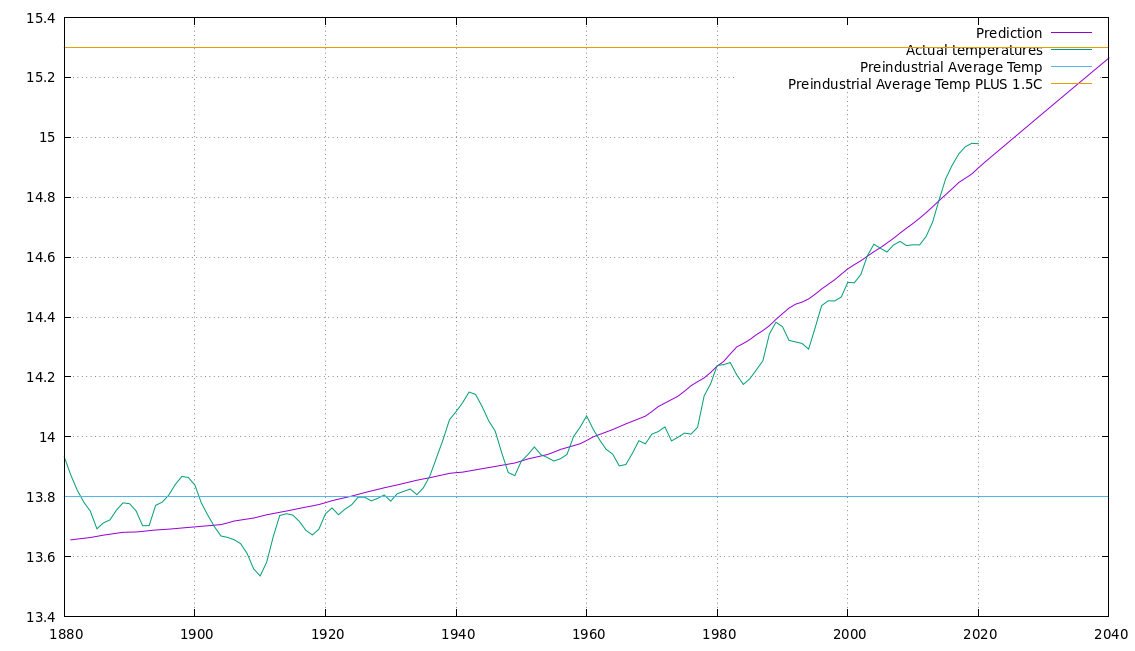 15.4
15.2
15
14.8
14.6
14.4
14.2
14
13.8
13.6
13.4
1880 1900 1920 1940 1960 1980 2000 2020 2040
Prediction
Actual temperatures
Preindustrial Average Temp
Preindustrial Average Temp PLUS 1.5C